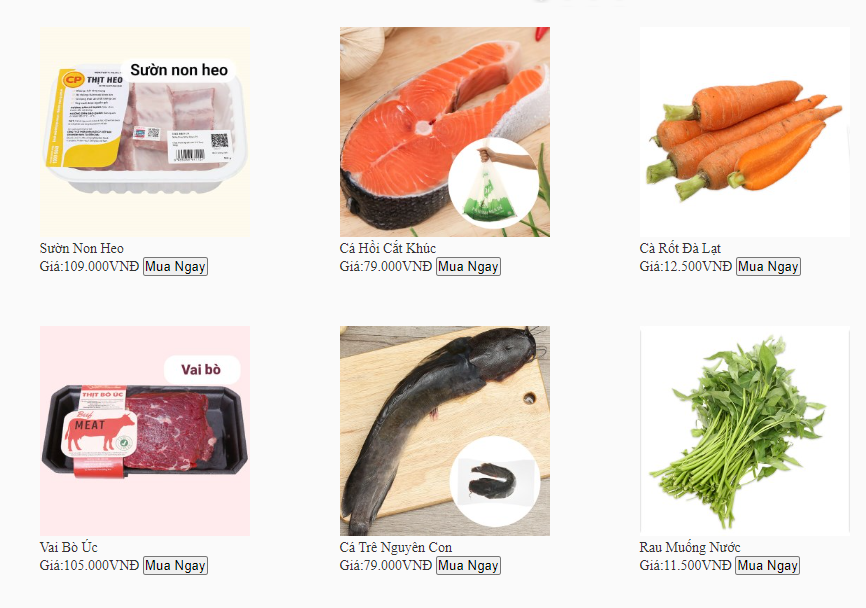 Sườn non heo
CP
THỊT HEO
Sườn Non Heo
Giá:109.000VNĐ Mua Ngay
Cá Hồi Cắt Khúc
Giá:79.000VNĐ Mua Ngay
Cà Rốt Đà Lạt
Giá:12.500VNĐ Mua Ngay
Vai bò
THỊT BÒ ÚC
Beef
MEAT
Vai Bò Úc
Giá:105.000VNĐ Mua Ngay
Cá Trê Nguyên Con
Giá:79.000VNĐ Mua Ngay
Rau Muống Nước
Giá:11.500VNĐ Mua Ngay